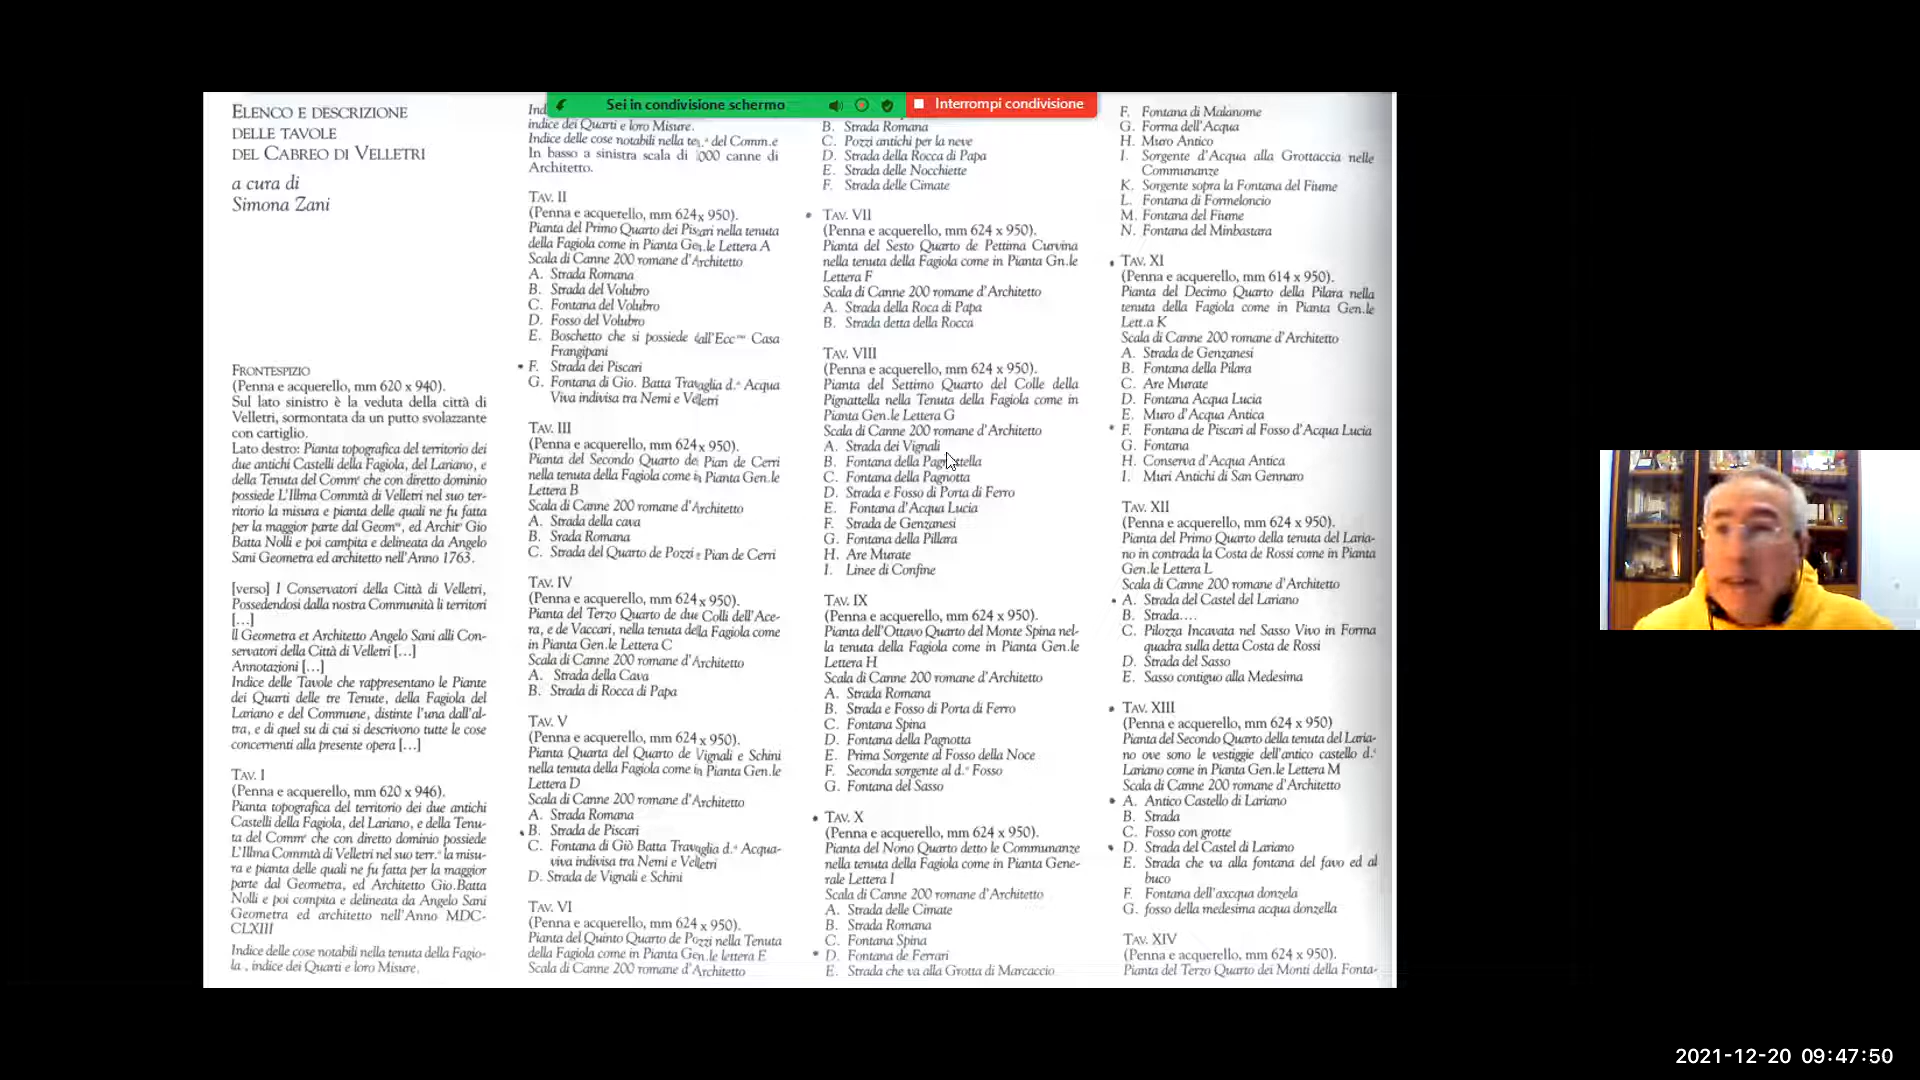 Sei in condivisione schermo
Interrompi condivisione
ELENCO E DESCRIZIONE
DELLE TAVOLE
DEL CABREO DI VELLETRI
a cura di
Simona Zani
FRONTESPIZIO
(Penna e acquerello, mm 620 x 940).
Sul lato sinistro è la veduta della città di
Velletri, sormontata da un putto svolazzante
con cartiglio.
Lato destro: Pianta topografica del territorio dei
due antichi Castelli della Fagiola, del Lariano, e
della Tenuta del Comm.e che con diretto dominio
possiede L'Illma Commtà di Velletri nel suo ter-
ritorio la misura e pianta delle quali ne fu fatta
per la maggior parte dal Geom.ra, ed Archit.o Gio
Batta Nolli e poi campita e delineata da Angelo
Sani Geometra ed architetto nell'Anno 1763.
[verso] I Conservatori della Città di Velletri,
Possedendosi dalla nostra Communità li territori
[...]
Il Geometra et Architetto Angelo Sani alli Con-
servatori della Città di Velletri [...]
Annotazioni [...]
Indice delle Tavole che rappresentano le Piante
dei Quarti delle tre Tenute, della Fagiola del
Lariano e del Commune, distinte l'una dall'al-
tra, e di quel su di cui si descrivono tutte le cose
concernenti alla presente opera [...]
TAV. I
(Penna e acquerello, mm 620 x 946).
Pianta topografica del territorio dei due antichi
Castelli della Fagiola, del Lariano, e della Tenu-
ta del Comm.e che con diretto dominio possiede
L'Illma Commtà di Velletri nel suo terr.o la misu-
ra e pianta delle quali ne fu fatta per la maggior
parte dal Geometra, ed Architetto Gio.Batta
Nolli e poi compita e delineata da Angelo Sani
Geometra ed architetto nell'Anno MDC-
CLXIII
Indice delle cose notabili nella tenuta della Fagio-
la , indice dei Quarti e loro Misure.
Ind
indice dei Quarti e loro Misure.
Indice delle cose notabili nella ten.a del Comm.e
In basso a sinistra scala di 1000 canne di
Architetto.
TAV. II
(Penna e acquerello, mm 624 x 950).
Pianta del Primo Quarto dei Piscari nella tenuta
della Fagiola come in Pianta Gen.le Lettera A
Scala di Canne 200 romane d'Architetto
A. Strada Romana
B. Strada del Volubro
C. Fontana del Volubro
D. Fosso del Volubro
E. Boschetto che si possiede dall'Ecc.ma Casa
Frangipani
F. Strada dei Piscari
G. Fontana di Gio. Batta Travaglia d.a Acqua
Viva indivisa tra Nemi e Velletri
TAV. III
(Penna e acquerello, mm 624 x 950).
Pianta del Secondo Quarto de Pian de Cerri
nella tenuta della Fagiola come in Pianta Gen.le
Lettera B
Scala di Canne 200 romane d'Architetto
A. Strada della cava
B. Srada Romana
C. Strada del Quarto de Pozzi e Pian de Cerri
TAV. IV
(Penna e acquerello, mm 624 x 950).
Pianta del Terzo Quarto de due Colli dell'Ace-
ra, e de Vaccari, nella tenuta della Fagiola come
in Pianta Gen.le Lettera C
Scala di Canne 200 romane d'Architetto
A. Strada della Cava
B. Strada di Rocca di Papa
TAV. V
(Penna e acquerello, mm 624 x 950).
Pianta Quarta del Quarto de Vignali e Schini
nella tenuta della Fagiola come in Pianta Gen.le
Lettera D
Scala di Canne 200 romane d'Architetto
A. Strada Romana
B. Strada de Piscari
C. Fontana di Giò Batta Travaglia d.a Acqua-
viva indivisa tra Nemi e Velletri
D. Strada de Vignali e Schini
TAV. VI
(Penna e acquerello, mm 624 x 950).
Pianta del Quinto Quarto de Pozzi nella Tenuta
della Fagiola come in Pianta Gen.le lettera E
Scala di Canne 200 romane d'Architetto
B. Strada Romana
C. Pozzi antichi per la neve
D. Strada della Rocca di Papa
E. Strada delle Nocchiette
F. Strada delle Cimate
TAV. VII
(Penna e acquerello, mm 624 x 950).
Pianta del Sesto Quarto de Pettima Curvina
nella tenuta della Fagiola come in Pianta Gn.le
Lettera F
Scala di Canne 200 romane d'Architetto
A. Strada della Roca di Papa
B. Strada detta della Rocca
TAV. VIII
(Penna e acquerello, mm 624 x 950).
Pianta del Settimo Quarto del Colle della
Pignattella nella Tenuta della Fagiola come in
Pianta Gen.le Lettera G
Scala di Canne 200 romane d'Architetto
A. Strada dei Vignali
B. Fontana della
C. Fontana della Pagnotta
D. Strada e Fosso di Porta di Ferro
E. Fontana d'Acqua Lucia
F. Strada de Genzanesi
G. Fontana della Pillara
H. Are Murate
I. Linee di Confine
TAV. IX
(Penna e acquerello, mm 624 x 950).
Pianta dell'Ottavo Quarto del Monte Spina nel-
la tenuta della Fagiola come in Pianta Gen.le
Lettera H
Scala di Canne 200 romane d'Architetto
A. Strada Romana
B. Strada e Fosso di Porta di Ferro
C. Fontana Spina
D. Fontana della Pagnotta
E. Prima Sorgente al Fosso della Noce
F. Seconda sorgente al d.o Fosso
G. Fontana del Sasso
TAV. X
(Penna e acquerello, mm 624 x 950).
Pianta del Nono Quarto detto le Communanze
nella tenuta della Fagiola come in Pianta Gene-
rale Lettera I
Scala di Canne 200 romane d'Architetto
A. Strada delle Cimate
B. Strada Romana
C. Fontana Spina
D. Fontana de Ferrari
E. Strada che va alla Grotta di Marcaccio
F. Fontana di Malanome
G. Forma dell'Acqua
H. Muro Antico
I. Sorgente d'Acqua alla Grottaccia nelle
Communanze
K. Sorgente sopra la Fontana del Fiume
L. Fontana di Formeloncio
M. Fontana del Fiume
N. Fontana del Minbastara
TAV. XI
(Penna e acquerello, mm 614 x 950).
Pianta del Decimo Quarto della Pilara nella
tenuta della Fagiola come in Pianta Gen.le
Lett.a K
Scala di Canne 200 romane d'Architetto
A. Strada de Genzanesi
B. Fontana della Pilara
C. Are Murate
D. Fontana Acqua Lucia
E. Muro d'Acqua Antica
F. Fontana de Piscari al Fosso d'Acqua Lucia
G. Fontana
H. Conserva d'Acqua Antica
I. Muri Antichi di San Gennaro
TAV. XII
(Penna e acquerello, mm 624 x 950).
Pianta del Primo Quarto della tenuta del Laria-
no in contrada la Costa de Rossi come in Pianta
Gen.le Lettera L
Scala di Canne 200 romane d'Architetto
A. Strada del Castel del Lariano
B. Strada....
C. Pilozza Incavata nel Sasso Vivo in Forma
quadra sulla detta Costa de Rossi
D. Strada del Sasso
E. Sasso contiguo alla Medesima
TAV. XIII
(Penna e acquerello, mm 624 x 950)
Pianta del Secondo Quarto della tenuta del Laria-
no ove sono le vestiggie dell'antico castello d.o
Lariano come in Pianta Gen.le Lettera M
Scala di Canne 200 romane d'Architetto
A. Antico Castello di Lariano
B. Strada
C. Fosso con grotte
D. Strada del Castel di Lariano
E. Strada che va alla fontana del favo ed al
buco
F. Fontana dell'axcqua donzela
G. fosso della medesima acqua donzella
TAV. XIV
(Penna e acquerello, mm 624 x 950).
Pianta del Terzo Quarto dei Monti della Fonta-
2021-12-20 09:47:50